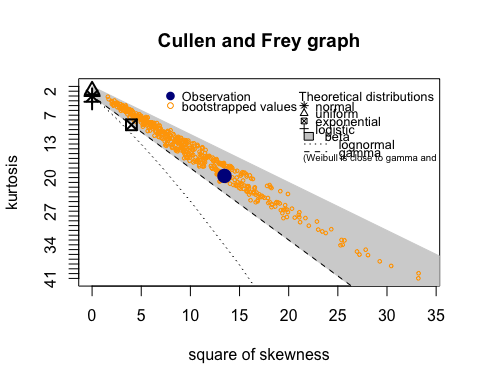 Cullen and Frey graph
Observation
bootstrapped values
Theoretical distributions
normal
uniform
exponential
logistic
beta
lognormal
gamma
(Weibull is close to gamma and
kurtosis
2
7
13
20
27
34
41
0 5 10 15 20 25 30 35
square of skewness